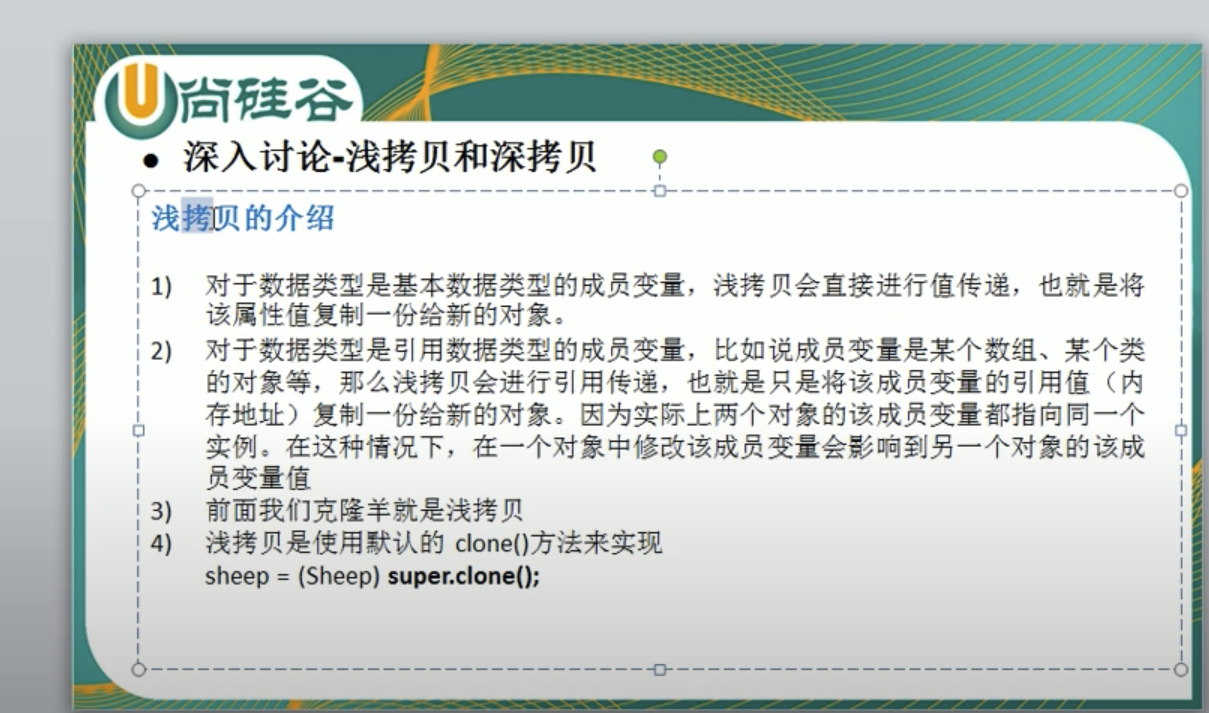 尚硅谷
● 深入讨论-浅拷贝和深拷贝
浅拷贝的介绍
1) 对于数据类型是基本数据类型的成员变量，浅拷贝会直接进行值传递，也就是将
该属性值复制一份给新的对象。
2) 对于数据类型是引用数据类型的成员变量，比如说成员变量是某个数组、某个类
的对象等，那么浅拷贝会进行引用传递，也就是只是将该成员变量的引用值（内
存地址）复制一份给新的对象。因为实际上两个对象的该成员变量都指向同一个
实例。在这种情况下，在一个对象中修改该成员变量会影响到另一个对象的该成
员变量值
3) 前面我们克隆羊就是浅拷贝
4) 浅拷贝是使用默认的 clone()方法来实现
sheep = (Sheep) super.clone();